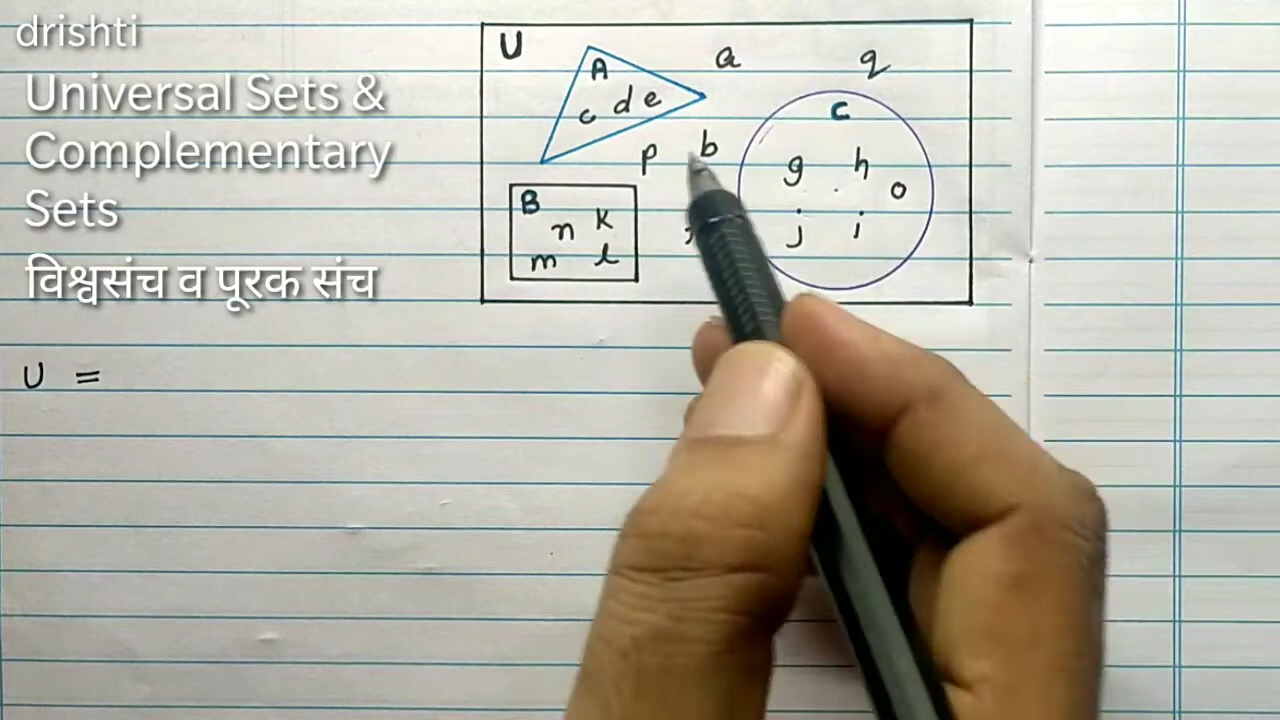 drishti
Universal Sets &
Complementary
Sets
विश्वसंच व पूरक संच
U
a
q
A
c d e
C
p b
g h
o
B
n k
j i
m l
U =